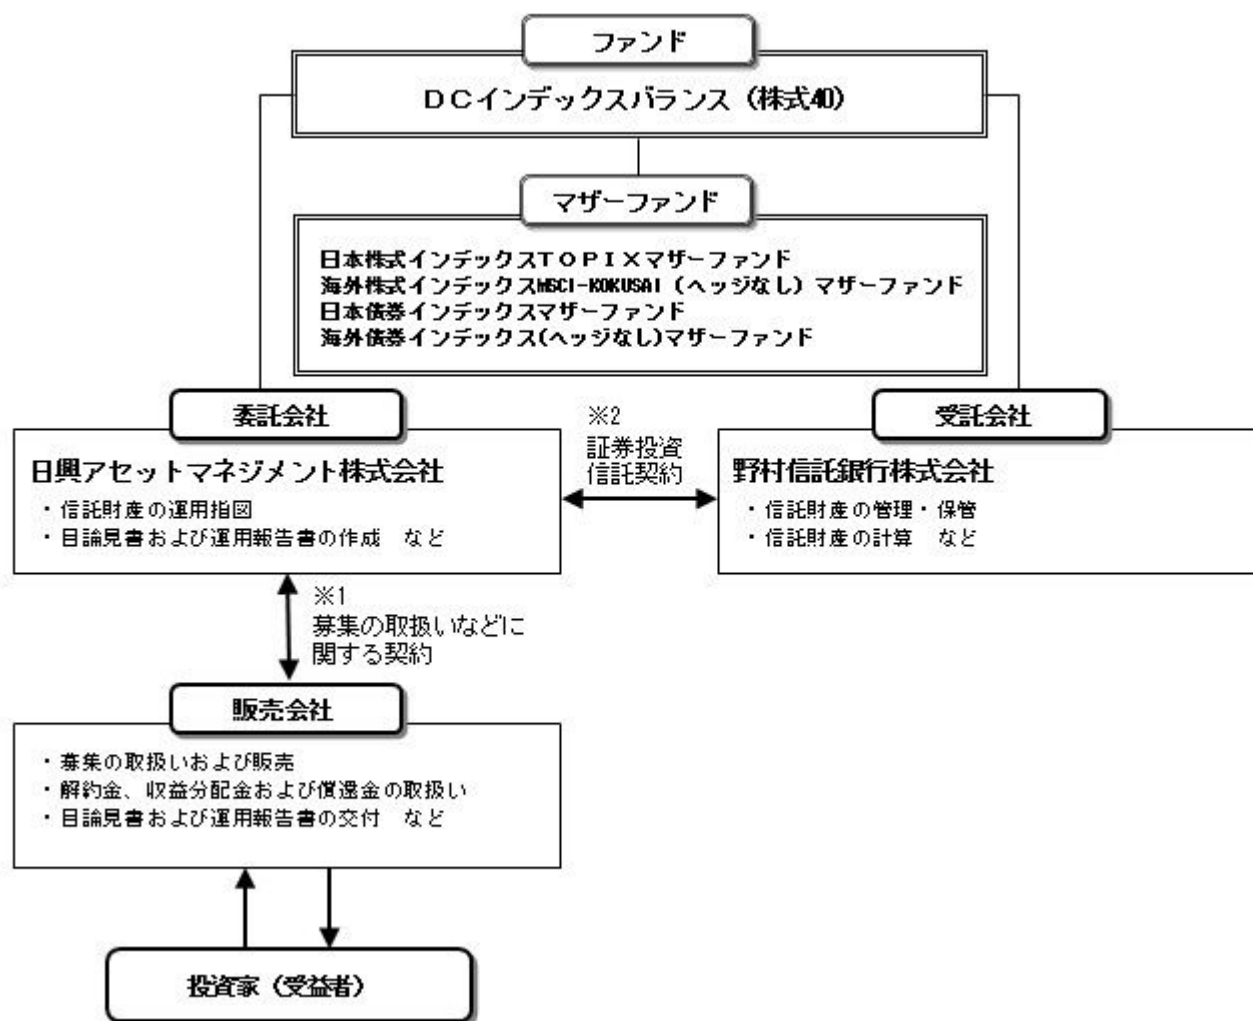 ファンド
ＤＣインデックスバランス（株式40）
マザーファンド
日本株式インデックスＴＯＰＩＸマザーファンド
海外株式インデックスMSCI-KOKUSAI（ヘッジなし）マザーファンド
日本債券インデックスマザーファンド
海外債券インデックス(ヘッジなし)マザーファンド
委託会社
日興アセットマネジメント株式会社
・信託財産の運用指図
・目論見書および運用報告書の作成　など
※2
証券投資
信託契約
受託会社
野村信託銀行株式会社
・信託財産の管理・保管
・信託財産の計算　など
※1
募集の取扱いなどに
関する契約
販売会社
・募集の取扱いおよび販売
・解約金、収益分配金および償還金の取扱い
・目論見書および運用報告書の交付　など
投資家（受益者）